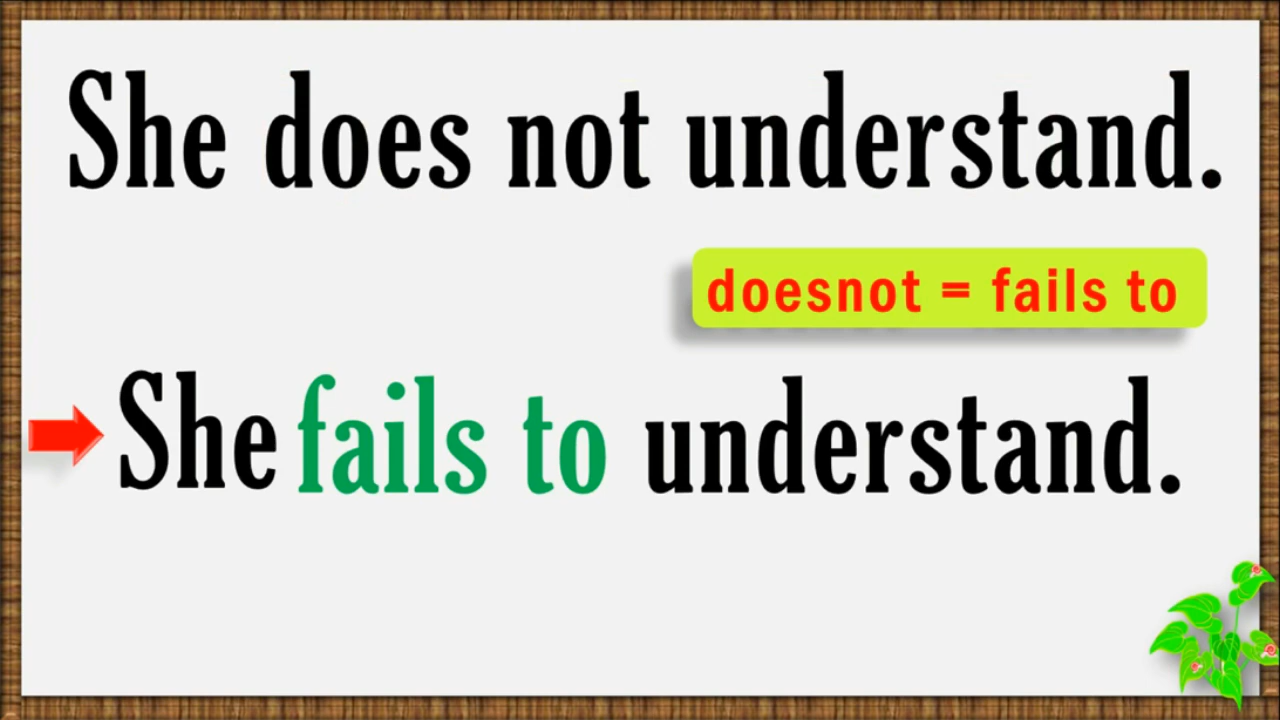 She does not understand.
doesnot = fails to
She fails to understand.